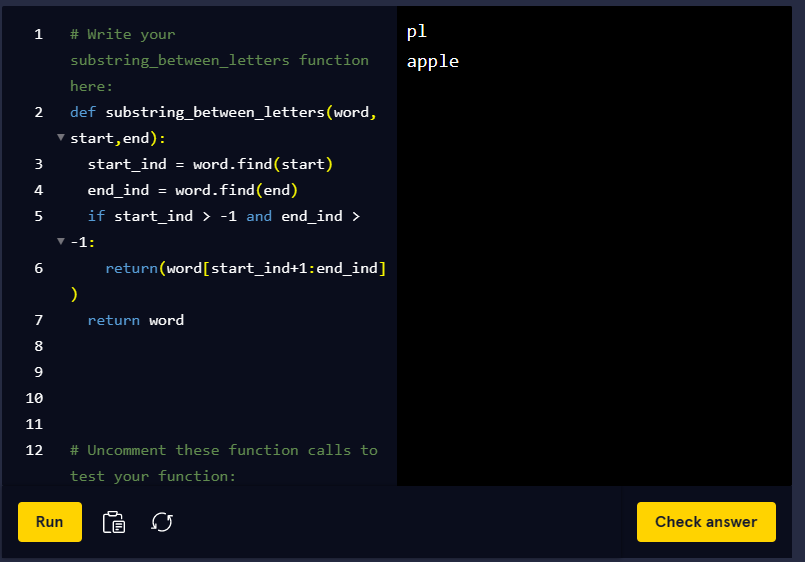 1 # Write your
substring_between_letters function
here:
2 def substring_between_letters(word,
start,end):
3 start_ind = word.find(start)
4 end_ind = word.find(end)
5 if start_ind > -1 and end_ind >
-1:
6 return(word[start_ind+1:end_ind]
)
7 return word
8
9
10
11
12 # Uncomment these function calls to
test your function:
pl
apple
Run
Check answer